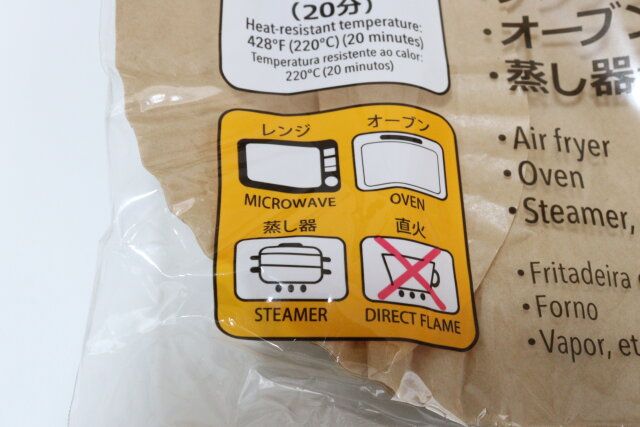 (20分)
Heat-resistant temperature:
428°F (220°C) (20 minutes)
Temperatura resistente ao calor:
220°C (20 minutos)
・オーブン
・蒸し器
• Air fryer
• Oven
• Steamer,
• Fritadeira
• Forno
• Vapor, et
レンジ
MICROWAVE
オーブン
OVEN
蒸し器
STEAMER
直火
DIRECT FLAME